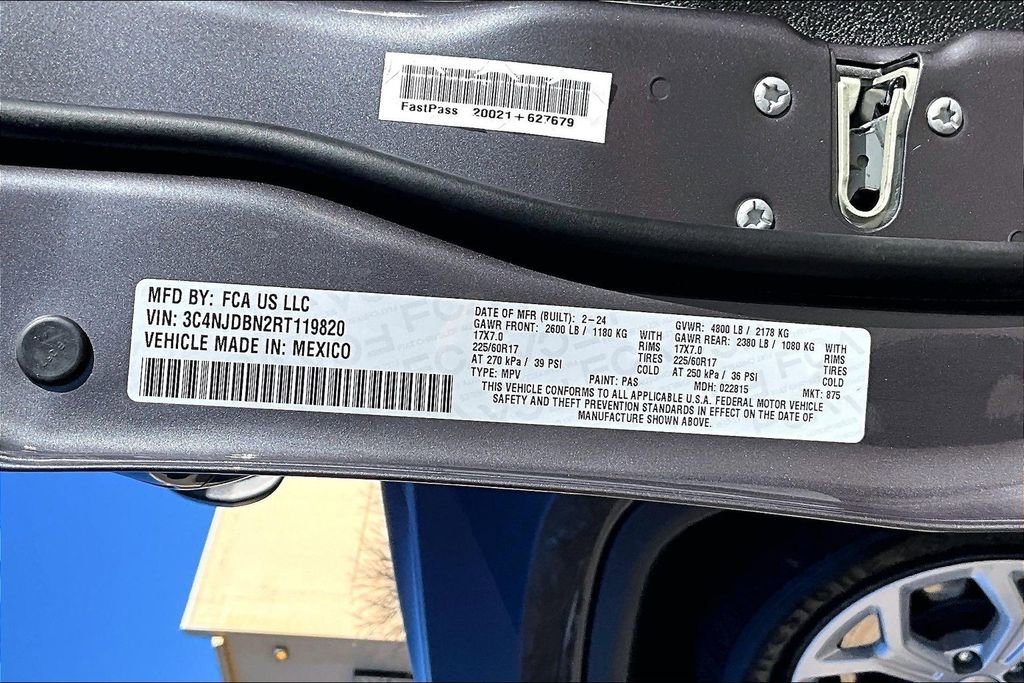 FastPass 20021+627679
MFD BY: FCA US LLC
VIN: 3C4NJDBN2RT119820
VEHICLE MADE IN: MEXICO
DATE OF MFR (BUILT): 2-24
GAWR FRONT: 2600 LB / 1180 KG WITH
17X7.0 RIMS
225/60R17 TIRES
AT 270 kPa / 39 PSI COLD
TYPE: MPV
GVWR: 4800 LB / 2178 KG
GAWR REAR: 2380 LB / 1080 KG WITH
17X7.0 RIMS
225/60R17 TIRES
AT 250 kPa / 36 PSI COLD
PAINT: PAS MDH: 022815 MKT: 875
THIS VEHICLE CONFORMS TO ALL APPLICABLE U.S.A. FEDERAL MOTOR VEHICLE
SAFETY AND THEFT PREVENTION STANDARDS IN EFFECT ON THE DATE OF
MANUFACTURE SHOWN ABOVE.